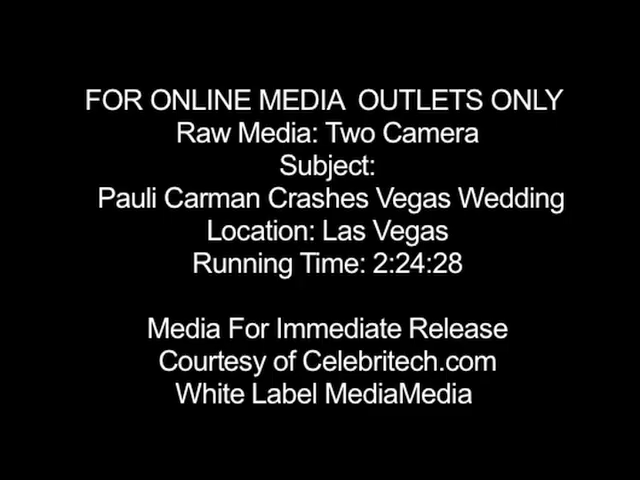 FOR ONLINE MEDIA  OUTLETS ONLY
Raw Media: Two Camera
Subject:
Pauli Carman Crashes Vegas Wedding
Location: Las Vegas
Running Time: 2:24:28
Media For Immediate Release
Courtesy of Celebritech.com
White Label MediaMedia